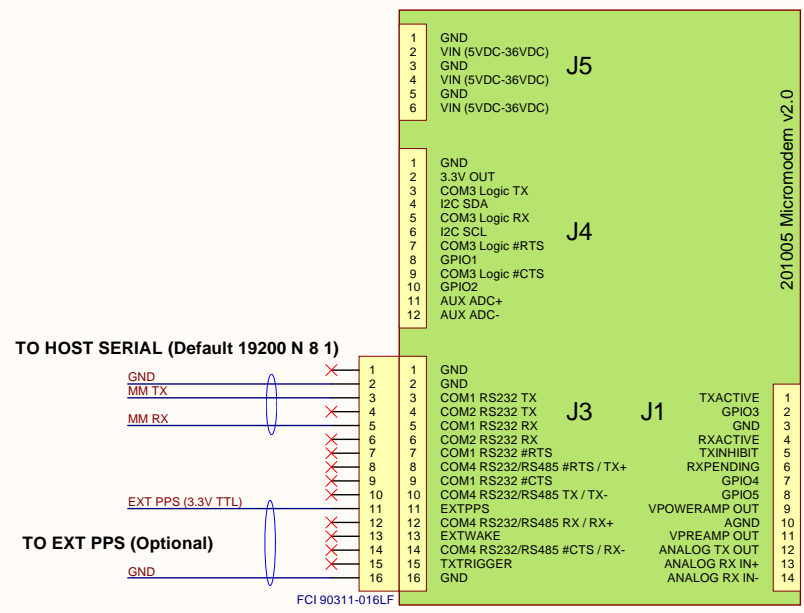 1 GND
2 VIN (5VDC-36VDC)
3 GND
4 VIN (5VDC-36VDC)
5 GND
6 VIN (5VDC-36VDC)
J5
201005 Micromodem v2.0
1 GND
2 3.3V OUT
3 COM3 Logic TX
4 I2C SDA
5 COM3 Logic RX
6 I2C SCL
7 COM3 Logic #RTS
8 GPIO1
9 COM3 Logic #CTS
10 GPIO2
11 AUX ADC+
12 AUX ADC-
J4
TO HOST SERIAL (Default 19200 N 8 1)
GND
MM TX
MM RX
EXT PPS (3.3V TTL)
TO EXT PPS (Optional)
GND
1
2
3
4
5
6
7
8
9
10
11
12
13
14
15
16
FCI 90311-016LF
1 GND
2 GND
3 COM1 RS232 TX
4 COM2 RS232 TX
5 COM1 RS232 RX
6 COM2 RS232 RX
7 COM1 RS232 #RTS
8 COM4 RS232/RS485 #RTS / TX+
9 COM1 RS232 #CTS
10 COM4 RS232/RS485 TX / TX-
11 EXTPPS
12 COM4 RS232/RS485 RX / RX+
13 EXTWAKE
14 COM4 RS232/RS485 #CTS / RX-
15 TXTRIGGER
16 GND
J3
J1
TXACTIVE 1
GPIO3 2
GND 3
RXACTIVE 4
TXINHIBIT 5
RXPENDING 6
GPIO4 7
GPIO5 8
VPOWERAMP OUT 9
AGND 10
VPREAMP OUT 11
ANALOG TX OUT 12
ANALOG RX IN+ 13
ANALOG RX IN- 14